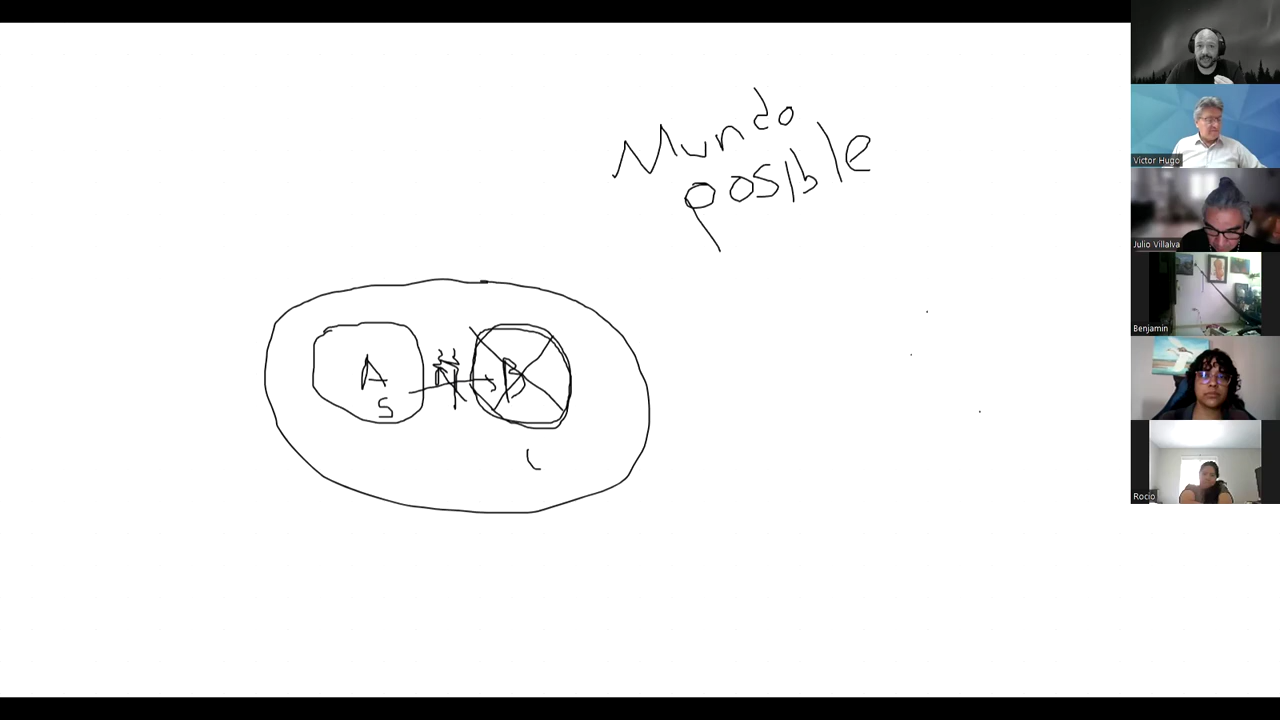 Mundo
posible
A
S
B
Victor Hugo
Julio Villalva
Benjamin
Rocio